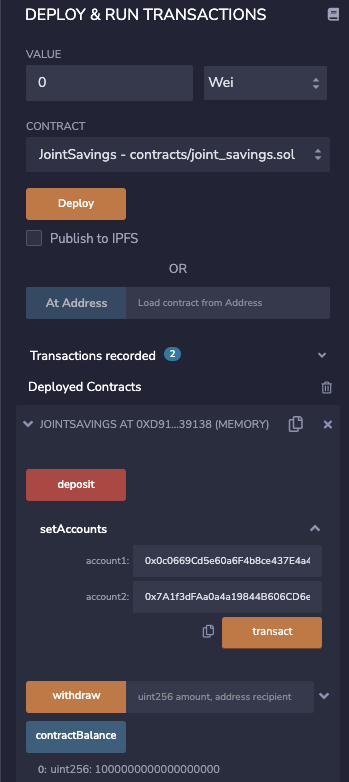 DEPLOY & RUN TRANSACTIONS
VALUE
0 Wei
CONTRACT
JointSavings - contracts/joint_savings.sol
Deploy
Publish to IPFS
OR
At Address Load contract from Address
Transactions recorded 2
Deployed Contracts
JOINTSAVINGS AT 0XD91...39138 (MEMORY)
deposit
setAccounts
account1: 0x0c0669Cd5e60a6F4b8ce437E4a4
account2: 0x7A1f3dFAa0a4a19844B606CD6e
transact
withdraw uint256 amount, address recipient
contractBalance
0: uint256: 1000000000000000000